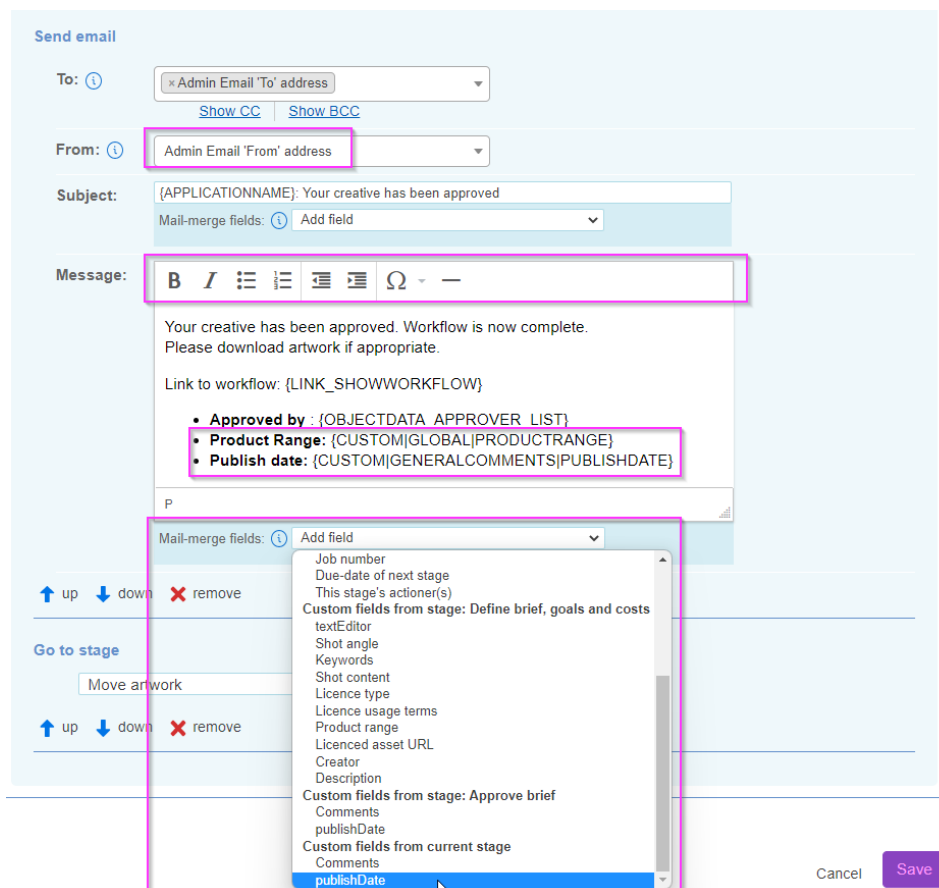 Send email
To: i
×Admin Email 'To' address
Show CC Show BCC
From: i Admin Email 'From' address
Subject: {APPLICATIONNAME}: Your creative has been approved
Mail-merge fields: i Add field
Message: B I Ω
Your creative has been approved. Workflow is now complete.
Please download artwork if appropriate.
Link to workflow: {LINK_SHOWWORKFLOW}
• Approved by : {OBJECTDATA_APPROVER_LIST}
• Product Range: {CUSTOM|GLOBAL|PRODUCTRANGE}
• Publish date: {CUSTOM|GENERALCOMMENTS|PUBLISHDATE}
P
Mail-merge fields: i Add field
Job number
Due-date of next stage
This stage's actioner(s)
Custom fields from stage: Define brief, goals and costs
textEditor
Shot angle
Keywords
Shot content
Licence type
Licence usage terms
Product range
Licenced asset URL
Creator
Description
Custom fields from stage: Approve brief
Comments
publishDate
Custom fields from current stage
Comments
publishDate
up down remove
Go to stage
Move artwork
up down remove
Cancel Save